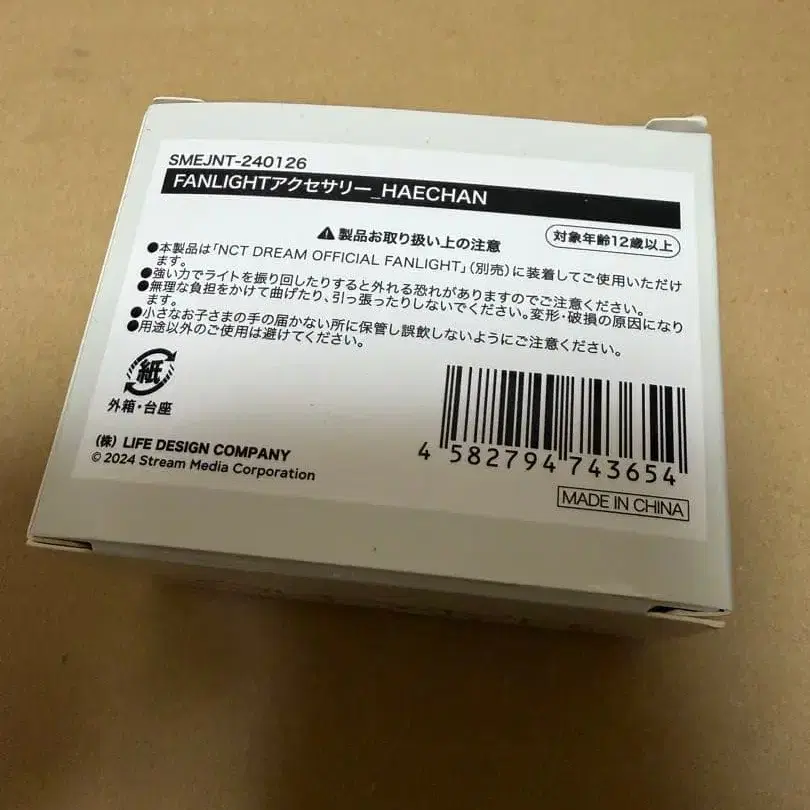 SMEJNT-240126
FANLIGHTアクセサリー_HAECHAN
⚠製品お取り扱い上の注意
対象年齢12歳以上
●本製品は「NCT DREAM OFFICIAL FANLIGHT」(別売)に装着してご使用いただけ
ます。
●強い力でライトを振り回したりすると外れる恐れがありますのでご注意ください。
●無理な負担をかけて曲げたり、引っ張ったりしないでください。変形・破損の原因になり
ます。
●小さなお子さまの手の届かない所に保管し誤飲しないようにご注意ください。
●用途以外のご使用は避けてください。
紙
外箱・台座
(株) LIFE DESIGN COMPANY
© 2024 Stream Media Corporation
4 582794 743654
MADE IN CHINA